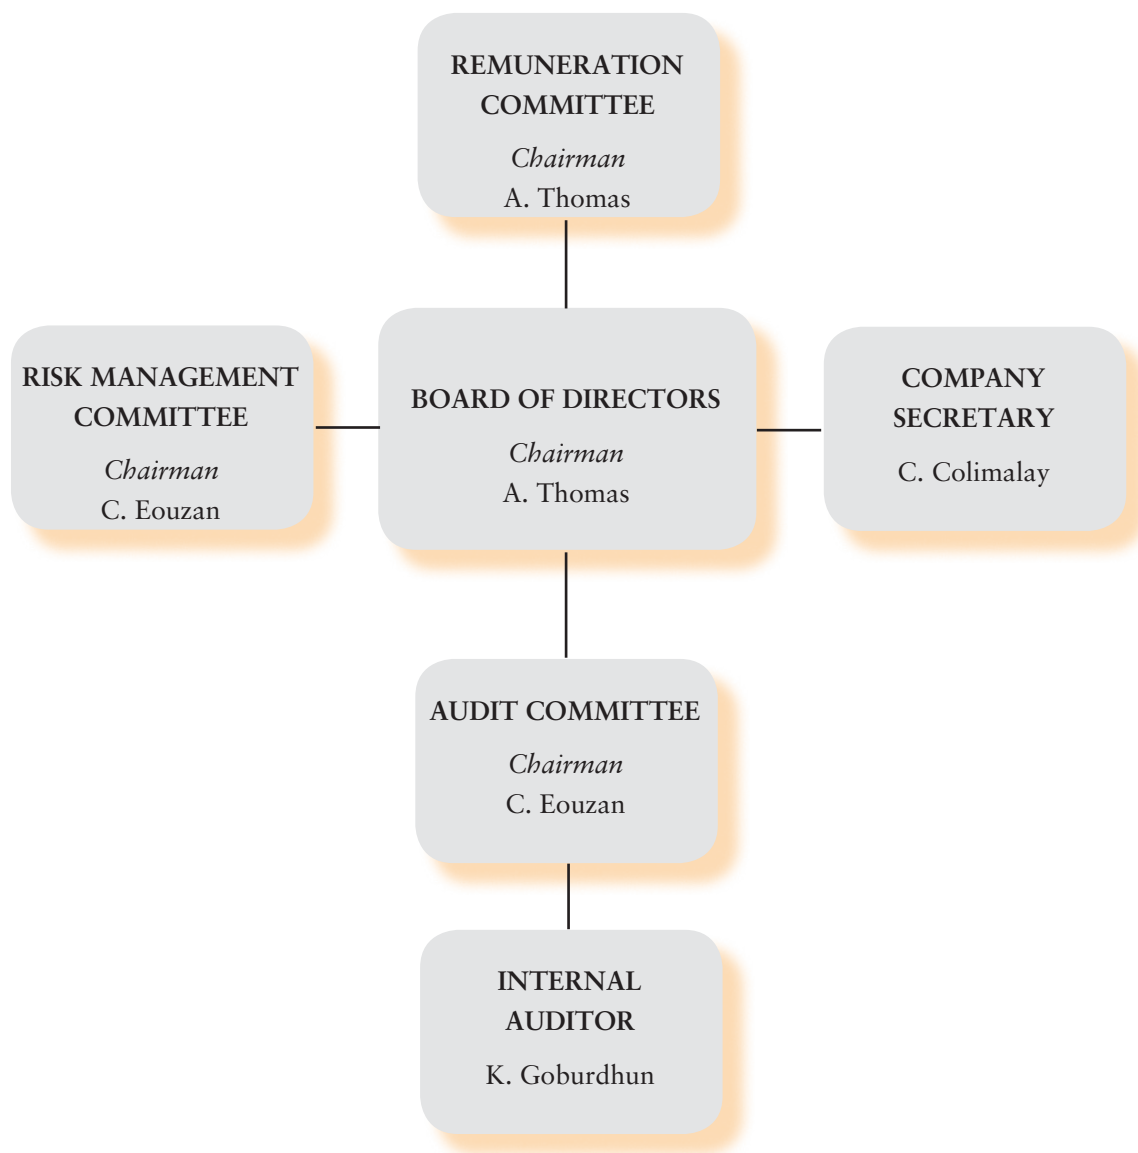 REMUNERATION
COMMITTEE
Chairman
A. Thomas
RISK MANAGEMENT
COMMITTEE
Chairman
C. Eouzan
BOARD OF DIRECTORS
Chairman
A. Thomas
COMPANY
SECRETARY
C. Colimalay
AUDIT COMMITTEE
Chairman
C. Eouzan
INTERNAL
AUDITOR
K. Goburdhun